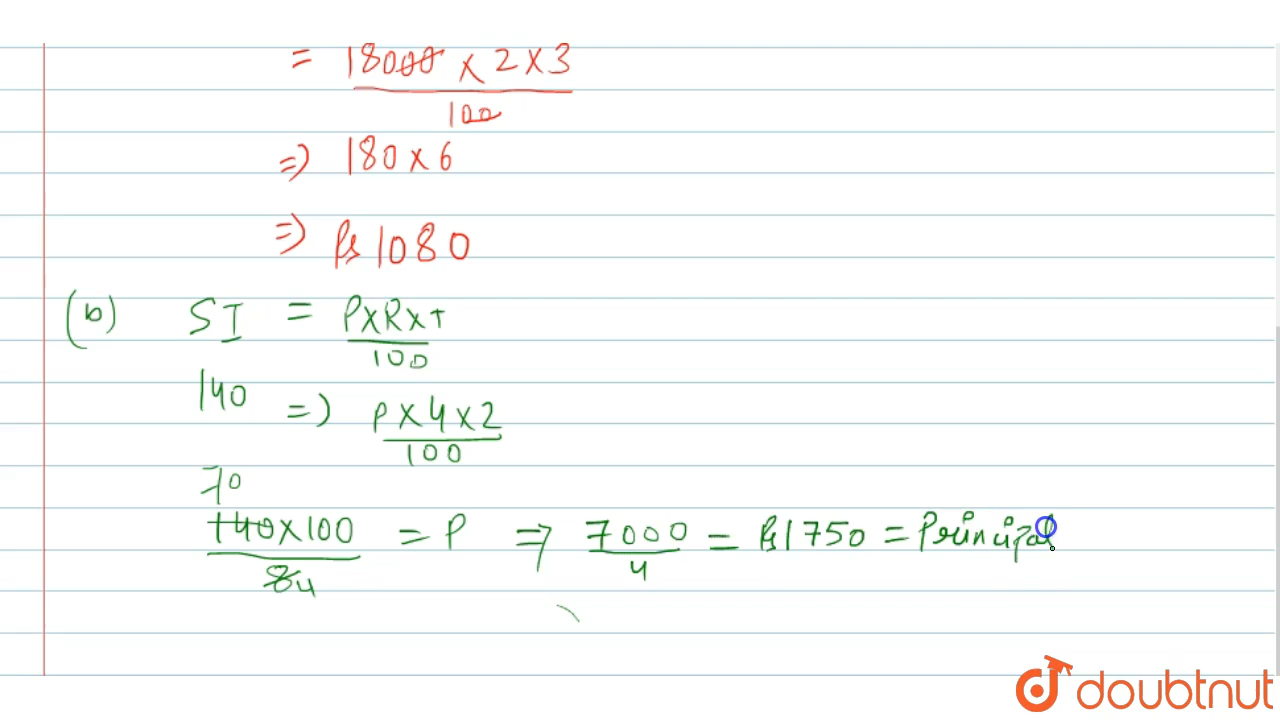 = 18000 × 2 × 3
100
=> 180 × 6
=> Rs 1080
(b) SI = P×R×T
100
140 => P × 4 × 2
100
70
140×100 = P => 7000 = Rs 1750 = Principal
84 4
doubtnut